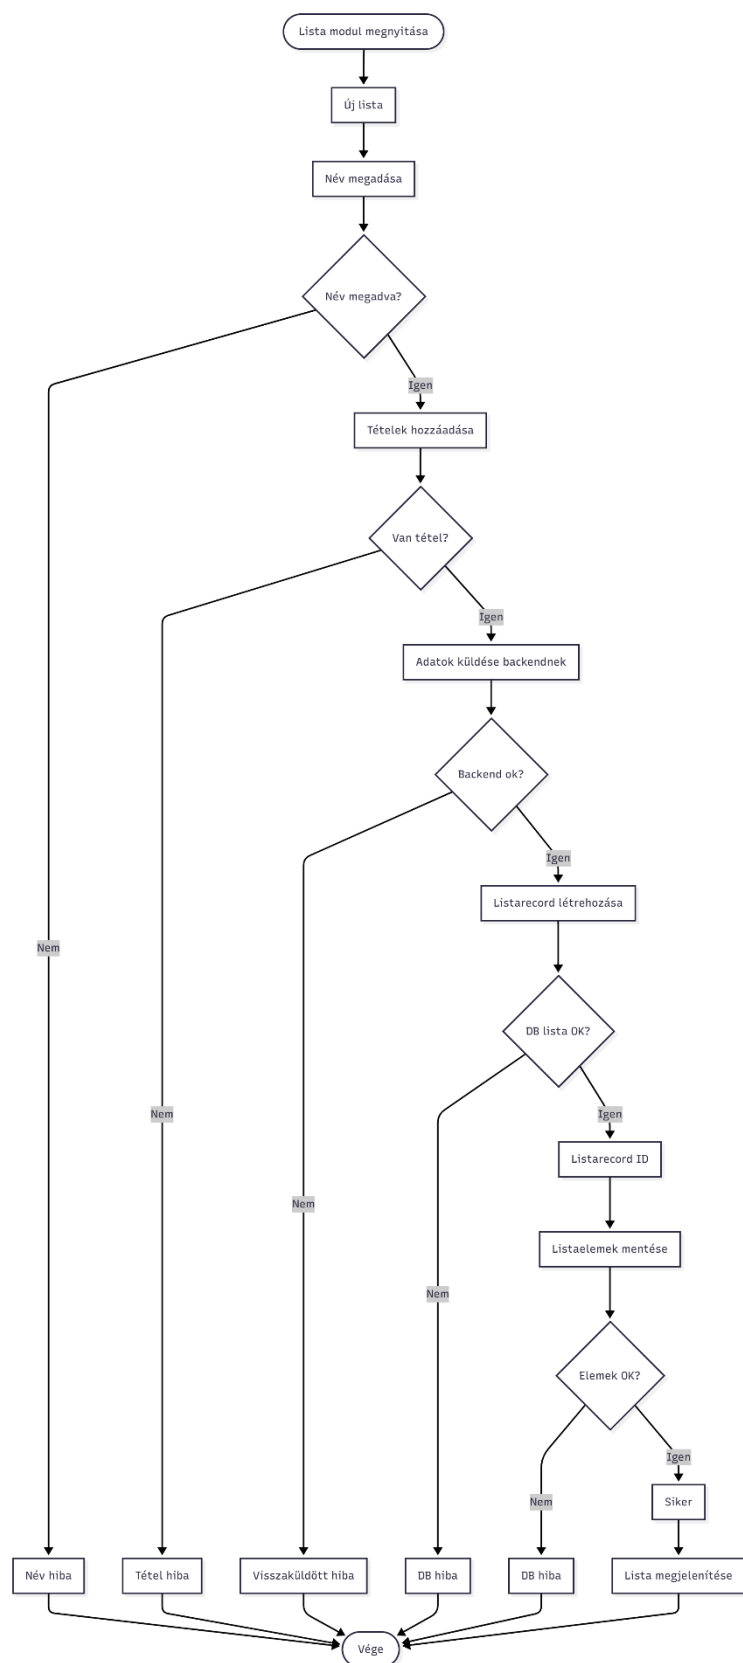 Lista modul megnyitása
Új lista
Név megadása
Név megadva?
Igen
Tételek hozzáadása
Van tétel?
Igen
Adatok küldése backendnek
Backend ok?
Igen
Listarecord létrehozása
Nem
DB lista OK?
Nem
Igen
Listarecord ID
Nem
Listaelemek mentése
Nem
Elemek OK?
Igen
Nem
Siker
Név hiba
Tétel hiba
Visszaküldött hiba
DB hiba
DB hiba
Lista megjelenítése
Vége